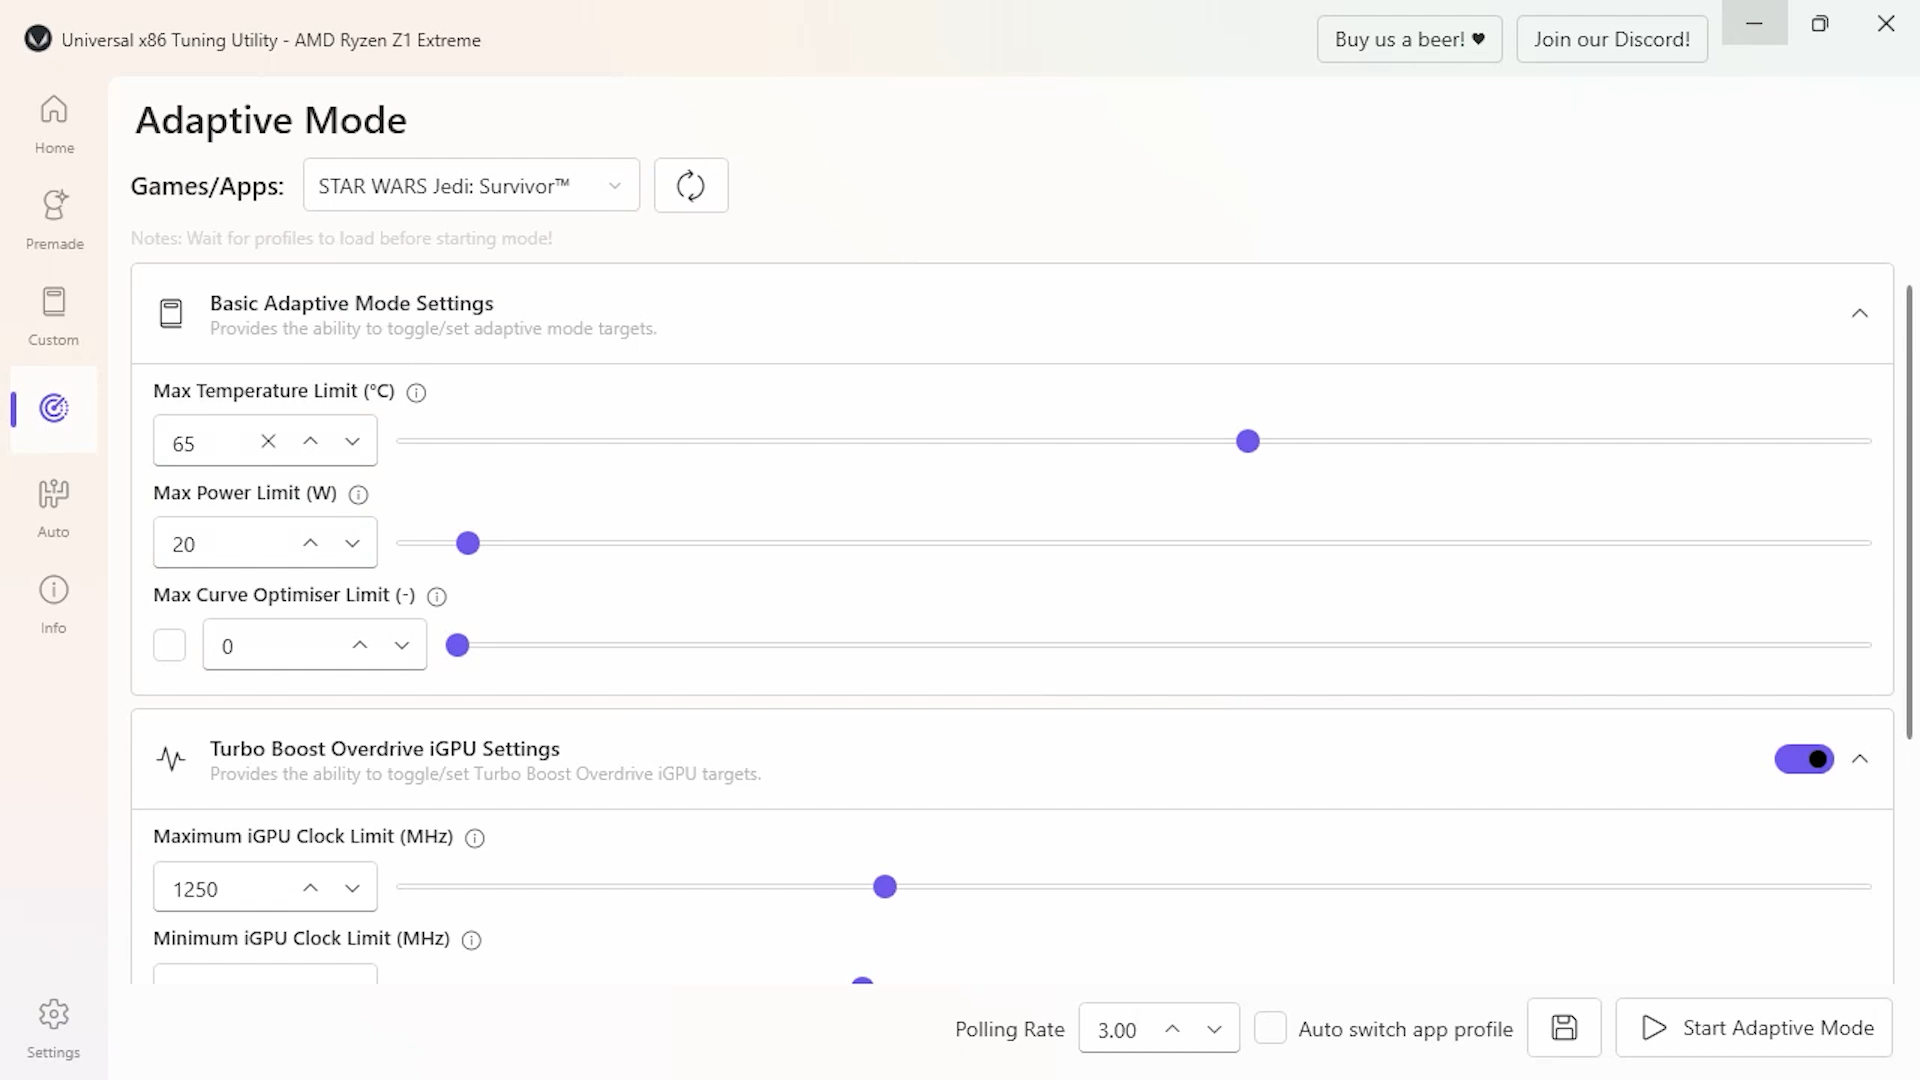 Universal x86 Tuning Utility - AMD Ryzen Z1 Extreme
Buy us a beer! ♥
Join our Discord!
Home
Premade
Custom
Auto
Info
Settings
Adaptive Mode
Games/Apps:
STAR WARS Jedi: Survivor™
Notes: Wait for profiles to load before starting mode!
Basic Adaptive Mode Settings
Provides the ability to toggle/set adaptive mode targets.
Max Temperature Limit (°C)
65
Max Power Limit (W)
20
Max Curve Optimiser Limit (-)
0
Turbo Boost Overdrive iGPU Settings
Provides the ability to toggle/set Turbo Boost Overdrive iGPU targets.
Maximum iGPU Clock Limit (MHz)
1250
Minimum iGPU Clock Limit (MHz)
Polling Rate
3.00
Auto switch app profile
Start Adaptive Mode